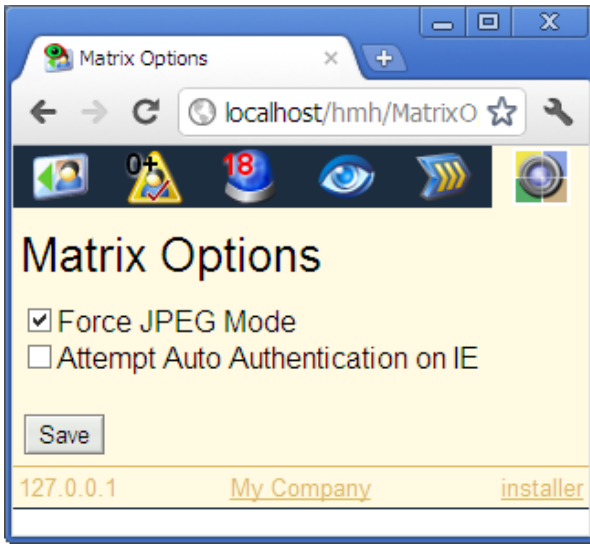 Matrix Options
localhost/hmh/MatrixO
0+ 18
Matrix Options
Force JPEG Mode
Attempt Auto Authentication on IE
Save
127.0.0.1 My Company installer